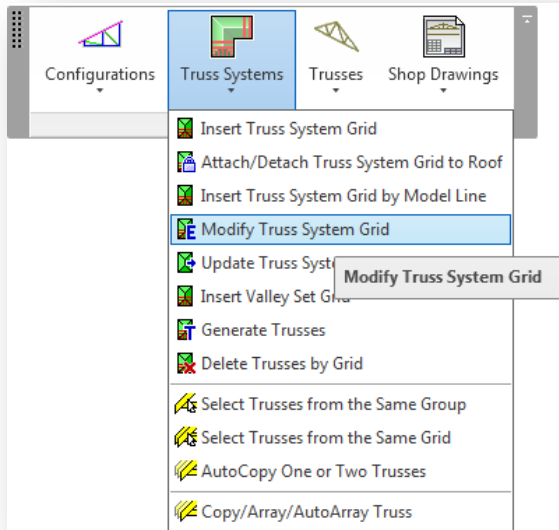 Configurations
Truss Systems
Trusses
Shop Drawings
Insert Truss System Grid
Attach/Detach Truss System Grid to Roof
Insert Truss System Grid by Model Line
Modify Truss System Grid
Update Truss
Modify Truss System Grid
Insert Valley Set
Generate Trusses
Delete Trusses by Grid
Select Trusses from the Same Group
Select Trusses from the Same Grid
AutoCopy One or Two Trusses
Copy/Array/AutoArray Truss